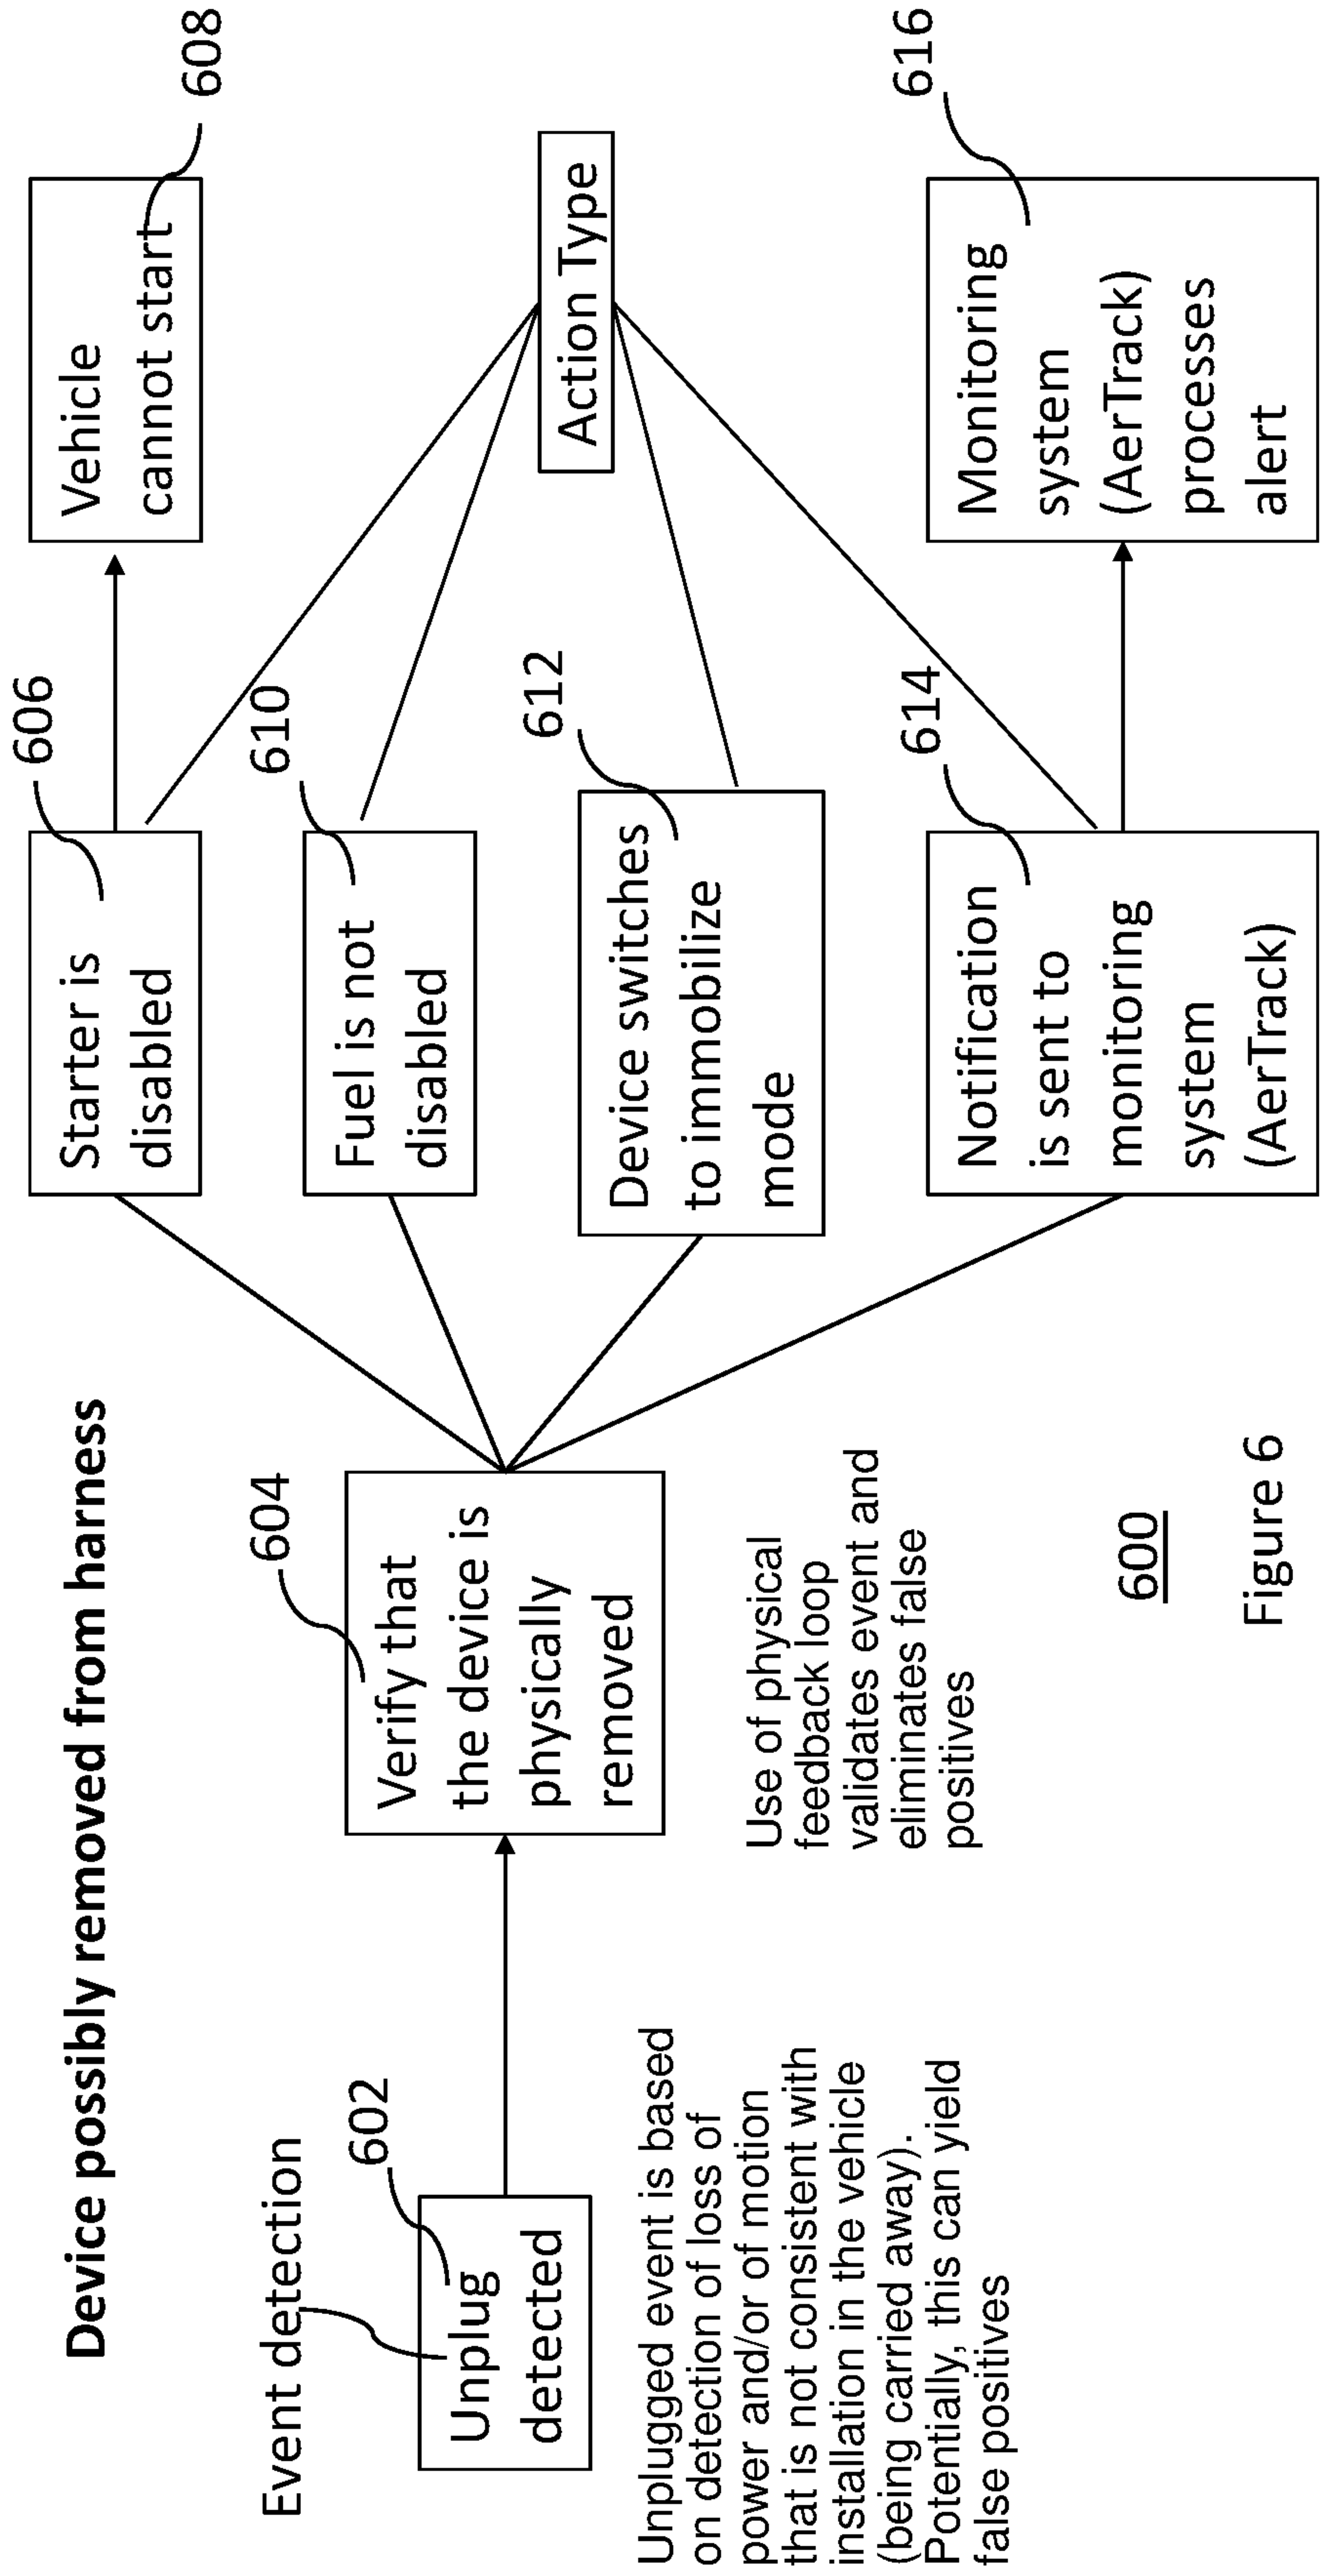 Device possibly removed from harness
Event detection
602
Unplug
detected
Unplugged event is based
on detection of loss of
power and/or of motion
that is not consistent with
installation in the vehicle
(being carried away).
Potentially, this can yield
false positives
604
Verify that
the device is
physically
removed
Use of physical
feedback loop
validates event and
eliminates false
positives
606
Starter is
disabled
608
Vehicle
cannot start
610
Fuel is not
disabled
612
Device switches
to immobilize
mode
Action Type
614
Notification
is sent to
monitoring
system
(AerTrack)
616
Monitoring
system
(AerTrack)
processes
alert
600
Figure 6